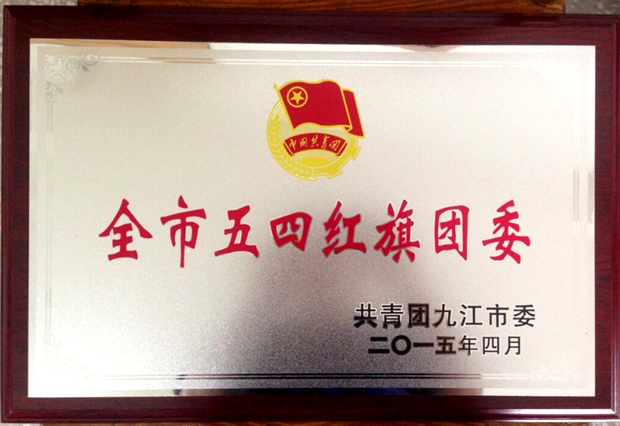 中国共青团
全市五四红旗团委
共青团九江市委
二〇一五年四月